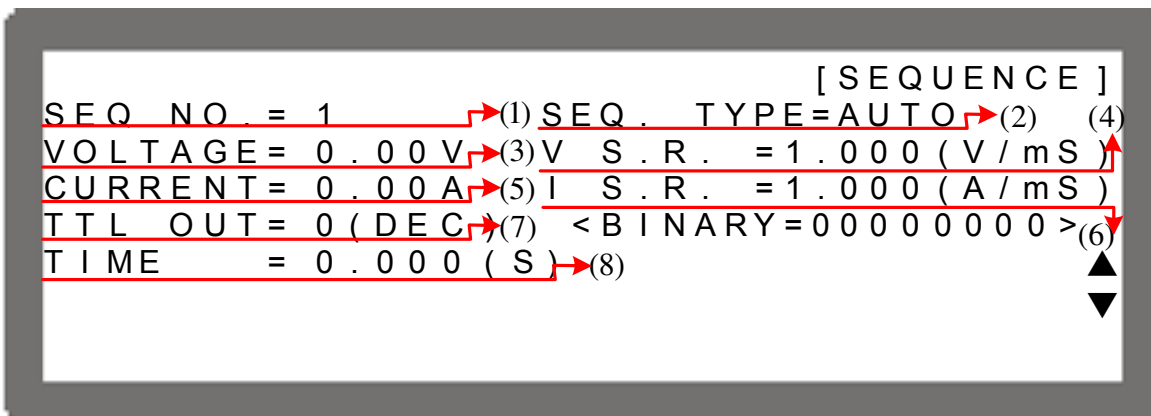 [SEQUENCE]
SEQ NO.= 1 (1) SEQ. TYPE=AUTO (2) (4)
VOLTAGE= 0.00V (3) V S.R. =1.000(V/mS)
CURRENT= 0.00A (5) I S.R. =1.000(A/mS)
TTL OUT= 0(DEC) (7) <BINARY=00000000> (6)
TIME = 0.000(S) (8)